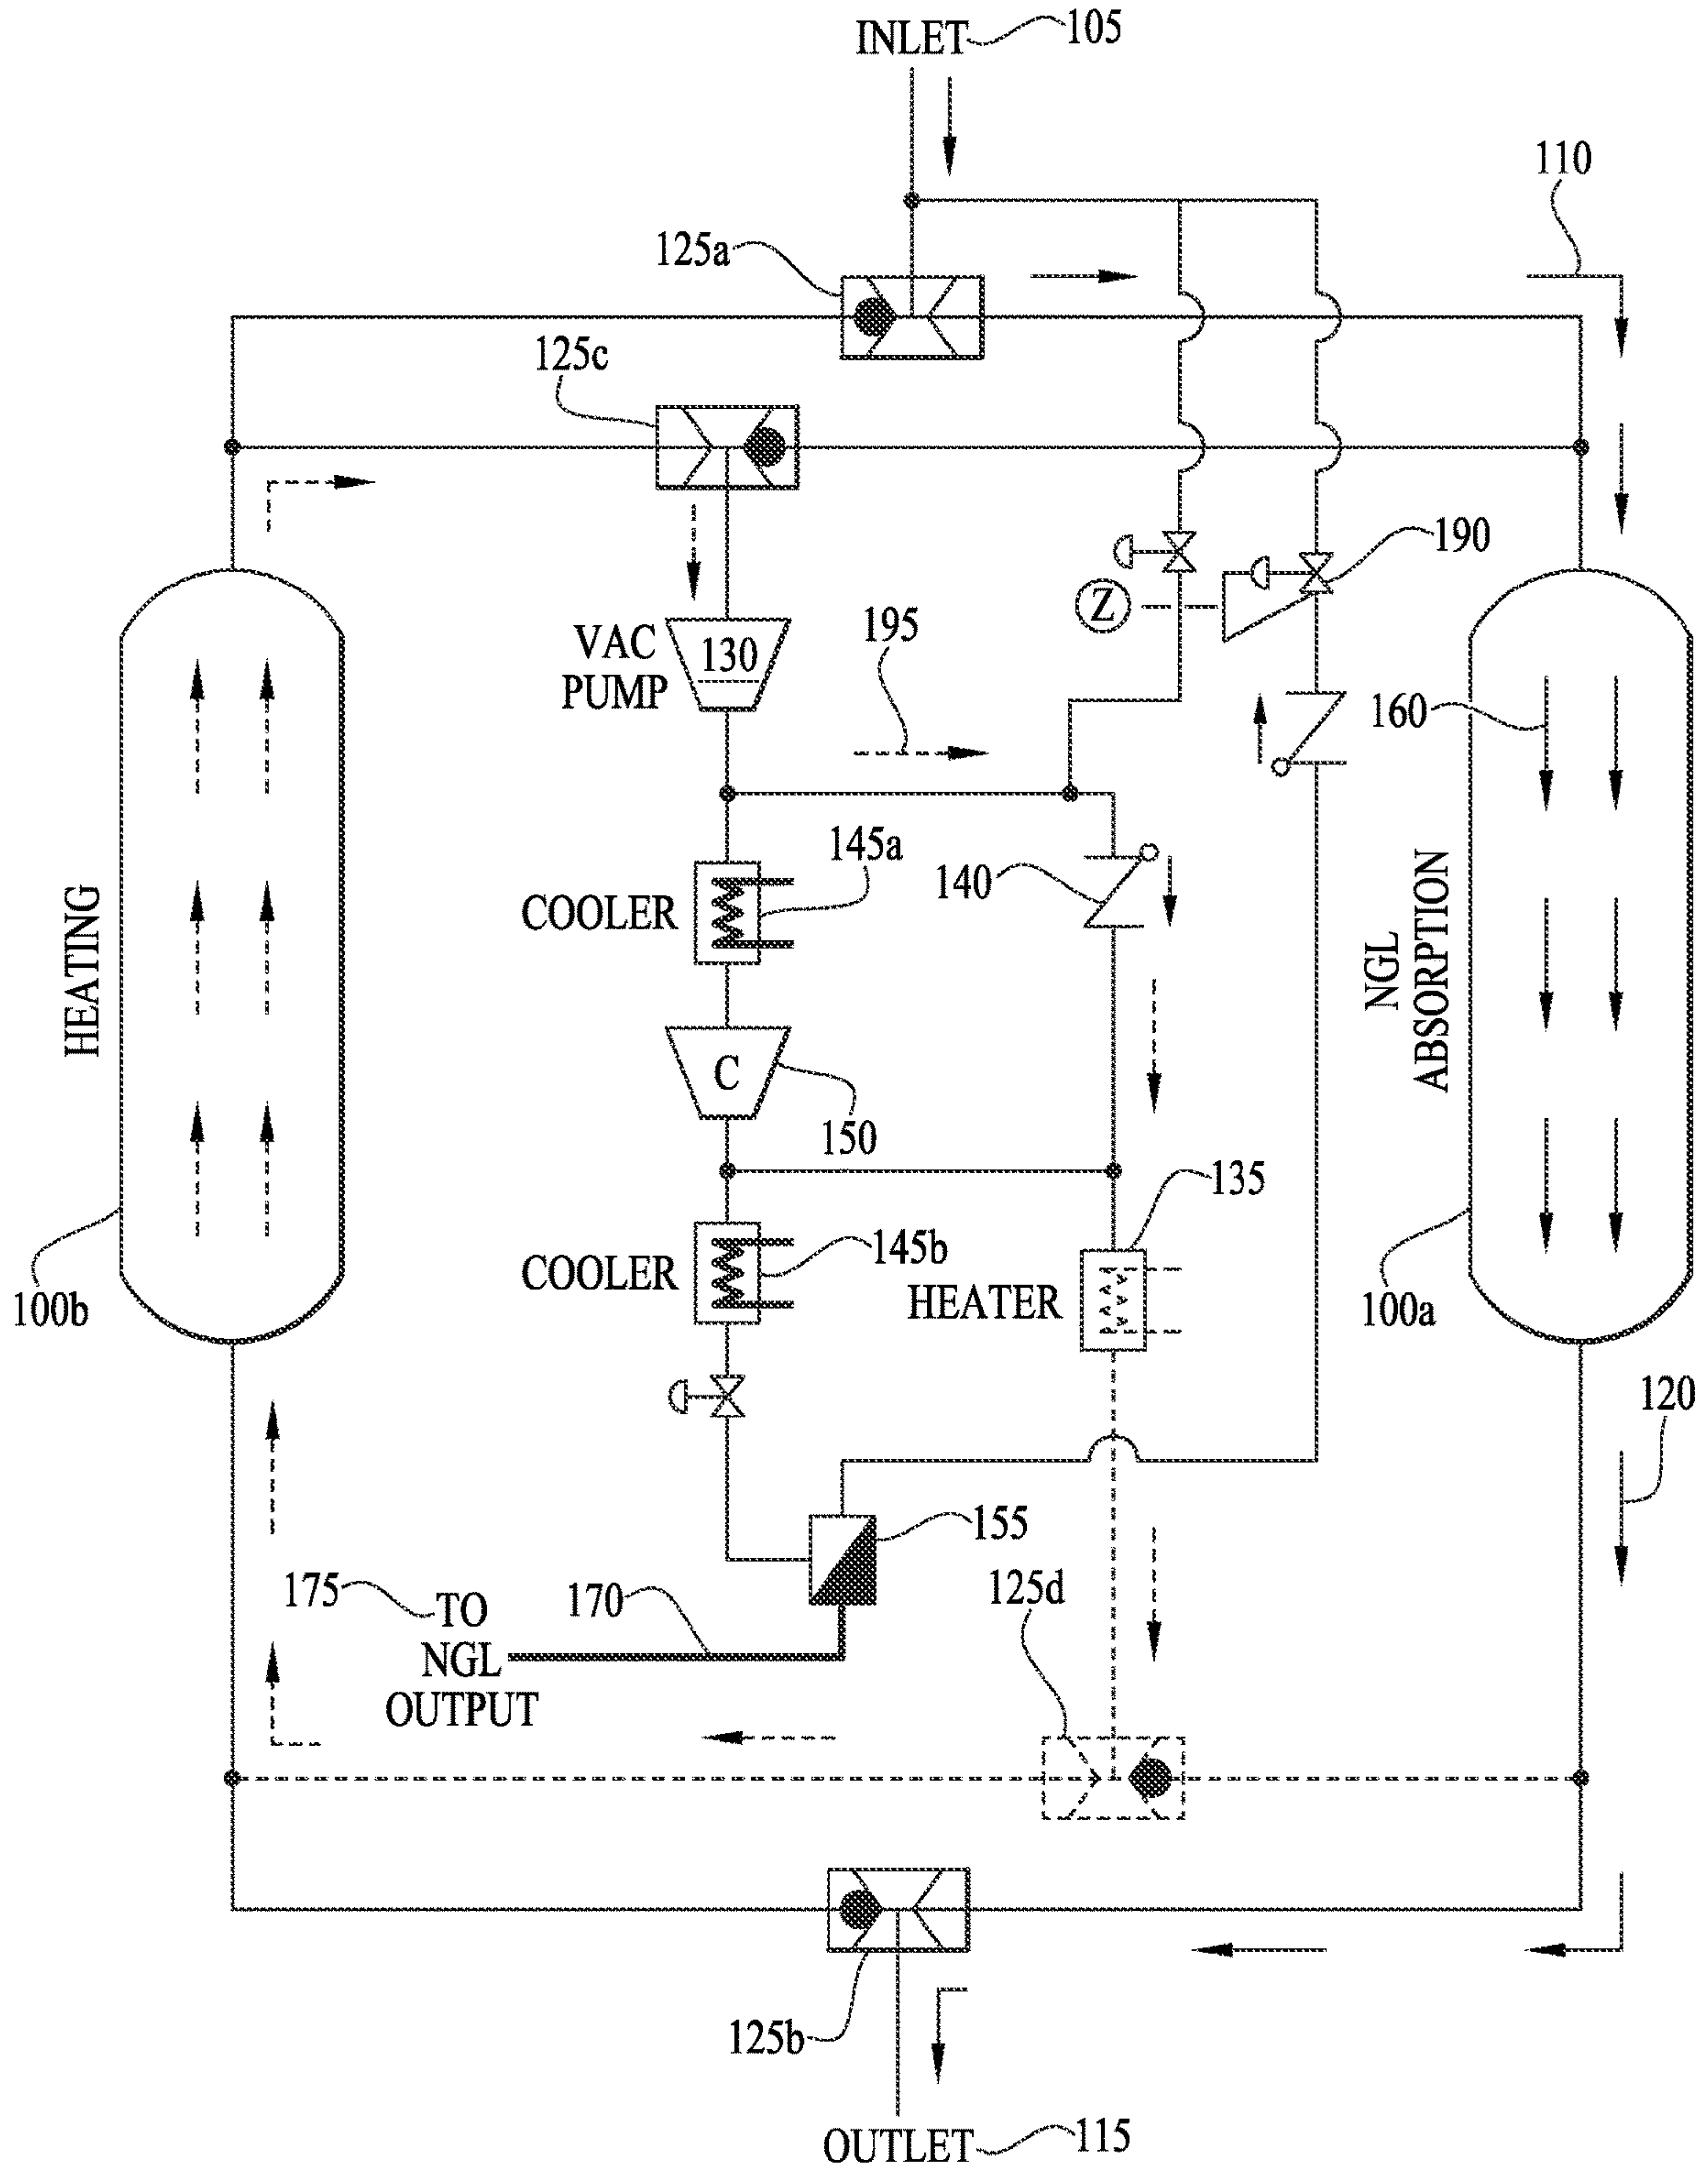 INLET 105
110
125a
125c
190
Z
VAC
PUMP
130
195
160
145a
140
COOLER
HEATING
NGL
ABSORPTION
C
150
135
145b
COOLER
HEATER
100b
100a
120
155
125d
175
TO
NGL
OUTPUT
170
125b
OUTLET 115